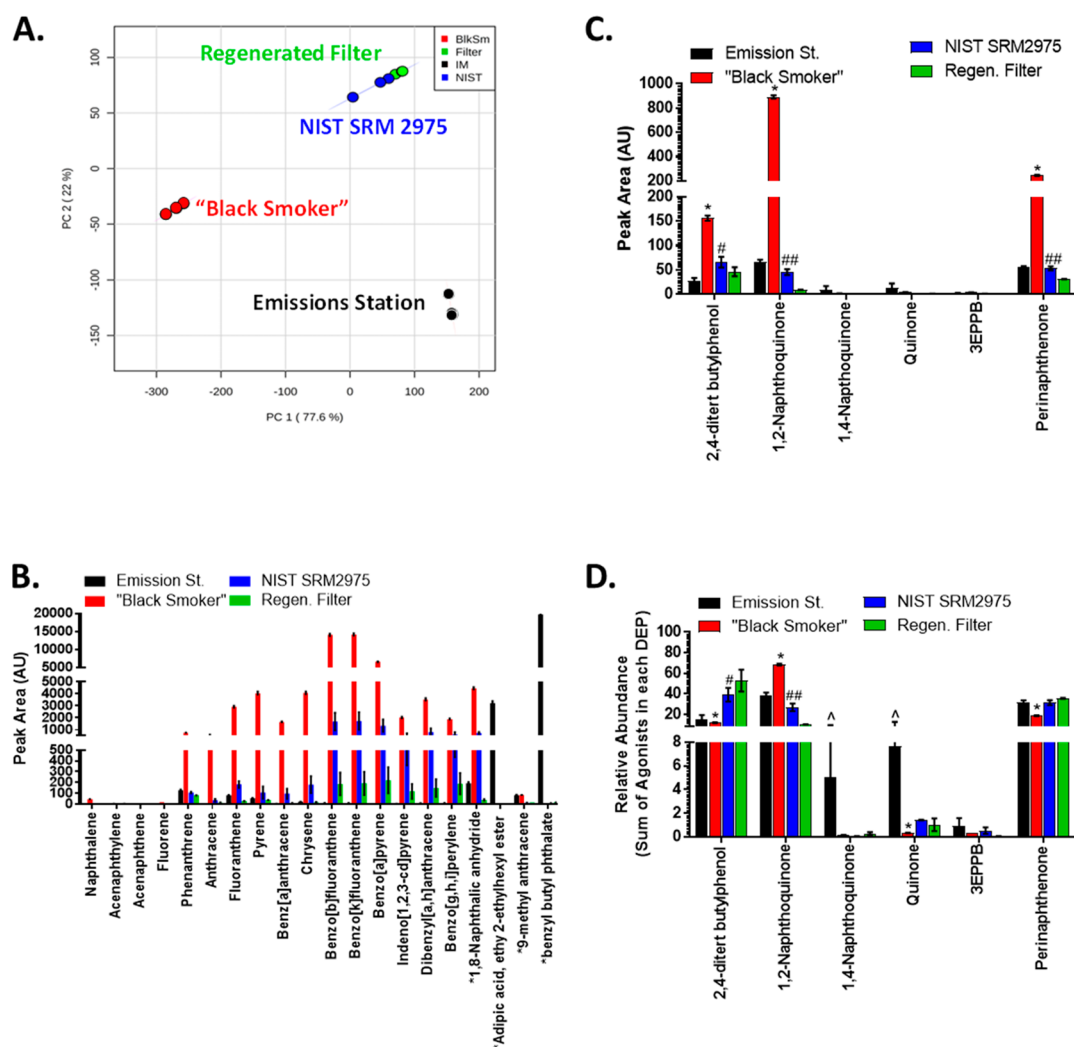 A.
Regenerated Filter
BlkSm
Filter
IM
NIST
NIST SRM 2975
“Black Smoker”
Emissions Station
100
50
0
-50
-100
-150
PC 2 ( 22 %)
-300
-200
-100
0
100
200
PC 1 ( 77.6 %)
C.
Emission St.
"Black Smoker"
NIST SRM2975
Regen. Filter
Peak Area (AU)
1000
800
600
400
200
150
100
50
0
*
#
*
##
*
##
2,4-ditert butylphenol
1,2-Naphthoquinone
1,4-Napthoquinone
Quinone
3EPPB
Perinaphthenone
B.
Emission St.
"Black Smoker"
NIST SRM2975
Regen. Filter
Peak Area (AU)
20000
15000
10000
5000
4000
3000
2000
1000
500
400
300
200
100
0
Naphthalene
Acenaphthylene
Acenaphthene
Fluorene
Phenanthrene
Anthracene
Fluoranthene
Pyrene
Benz[a]anthracene
Chrysene
Benzo[b]fluoranthene
Benzo[k]fluoranthene
Benzo[a]pyrene
Indeno[1,2,3-cd]pyrene
Dibenzyl[a,h]anthracene
Benzo[g,h,i]perylene
*1,8-Naphthalic anhydride
Adipic acid, ethy 2-ethylhexyl ester
*9-methyl anthracene
*benzyl butyl phthalate
D.
Emission St.
"Black Smoker"
NIST SRM2975
Regen. Filter
Relative Abundance
(Sum of Agonists in each DEP)
100
80
60
40
20
8
6
4
2
0
*
#
*
##
^
^
*
*
2,4-ditert butylphenol
1,2-Naphthoquinone
1,4-Napthoquinone
Quinone
3EPPB
Perinaphthenone